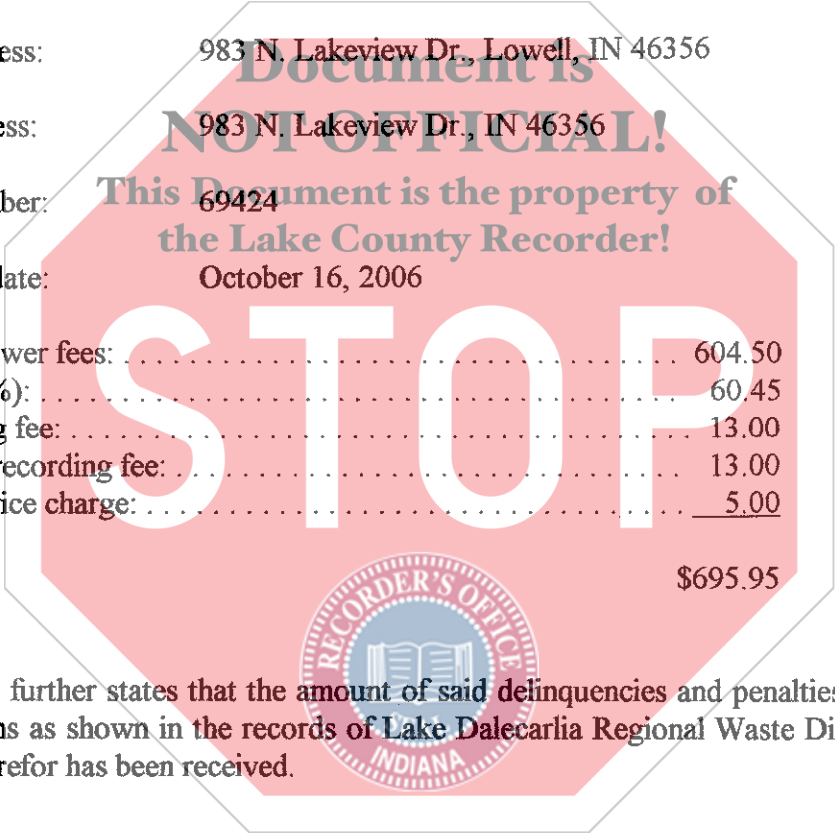 ess: 983 N. Lakeview Dr., Lowell, IN 46356
Document is
ess: 983 N. Lakeview Dr., IN 46356
NOT OFFICIAL!
ber: 69424
This Document is the property of
the Lake County Recorder!
late: October 16, 2006
STOP
wer fees: 604.50
%): 60.45
g fee: 13.00
recording fee: 13.00
ice charge: 5.00
$695.95
RECORDER'S OFFICE
further states that the amount of said delinquencies and penalties
ns as shown in the records of Lake Dalecarlia Regional Waste Di
refor has been received.
INDIANA